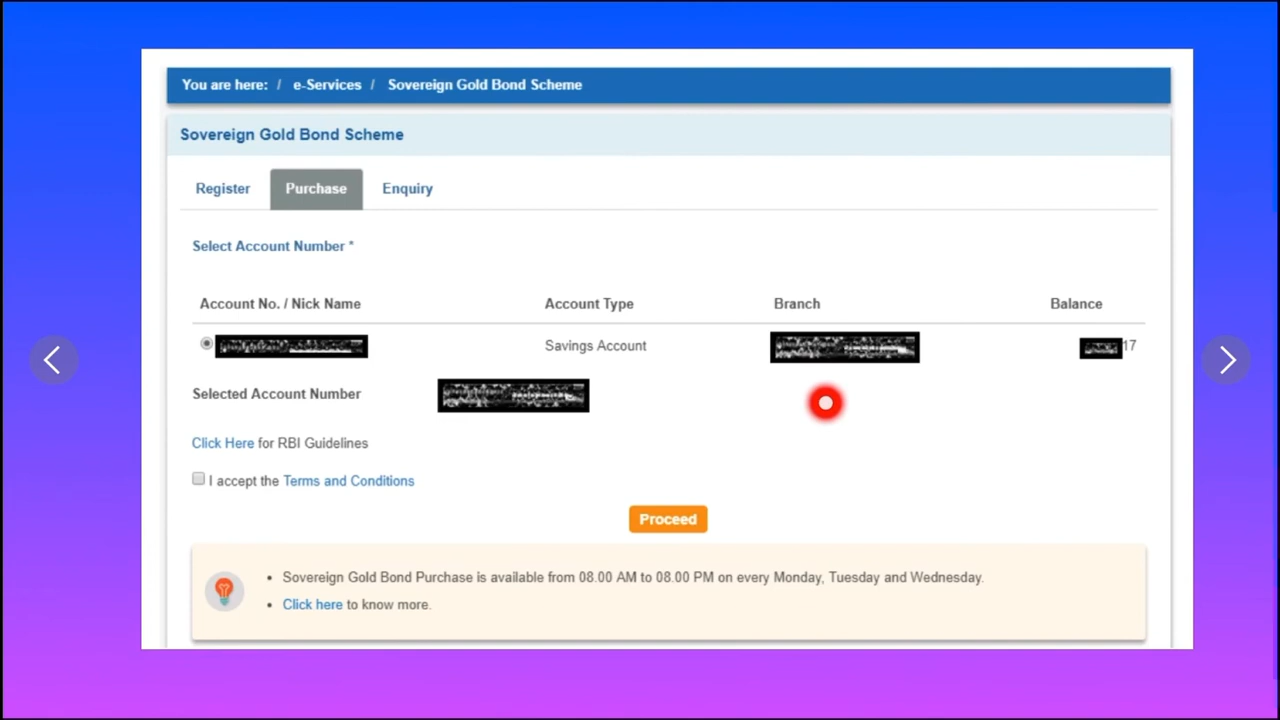 You are here: / e-Services / Sovereign Gold Bond Scheme
Sovereign Gold Bond Scheme
Register Purchase Enquiry
Select Account Number *
Account No. / Nick Name Account Type Branch Balance
Savings Account 17
Selected Account Number
Click Here for RBI Guidelines
I accept the Terms and Conditions
Proceed
• Sovereign Gold Bond Purchase is available from 08.00 AM to 08.00 PM on every Monday, Tuesday and Wednesday.
• Click here to know more.